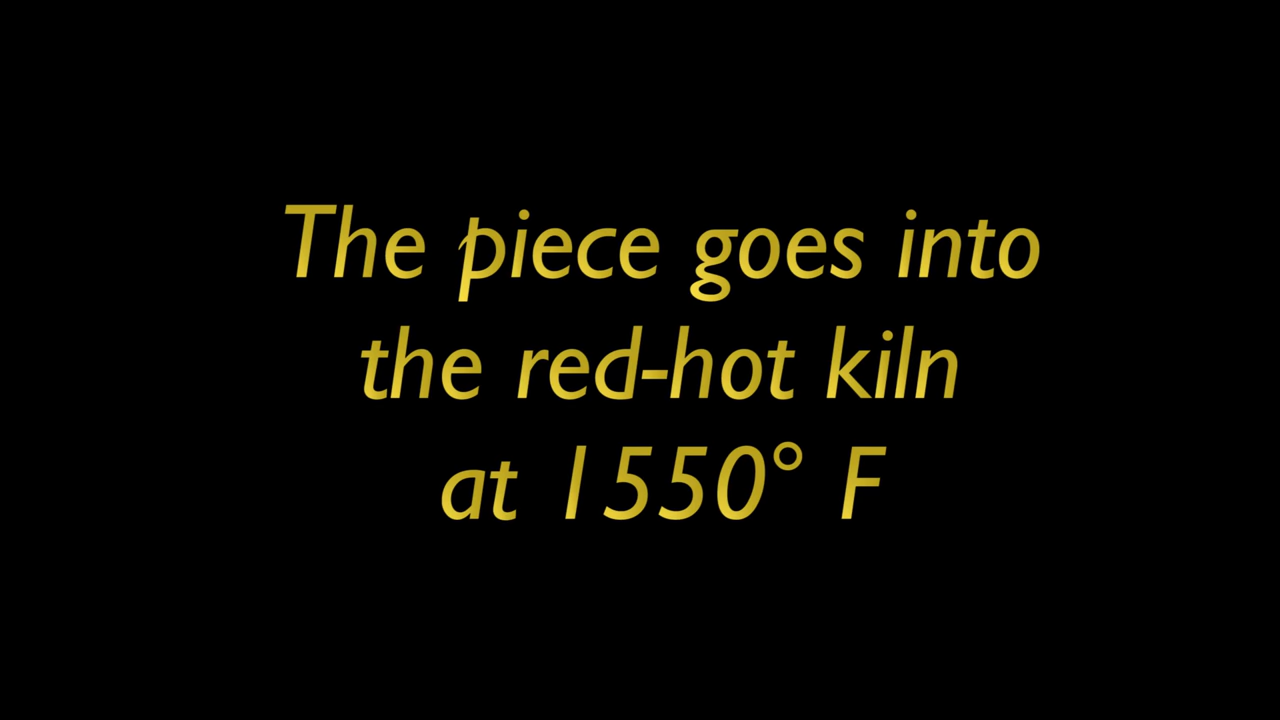 The piece goes into
the red-hot kiln
at 1550° F